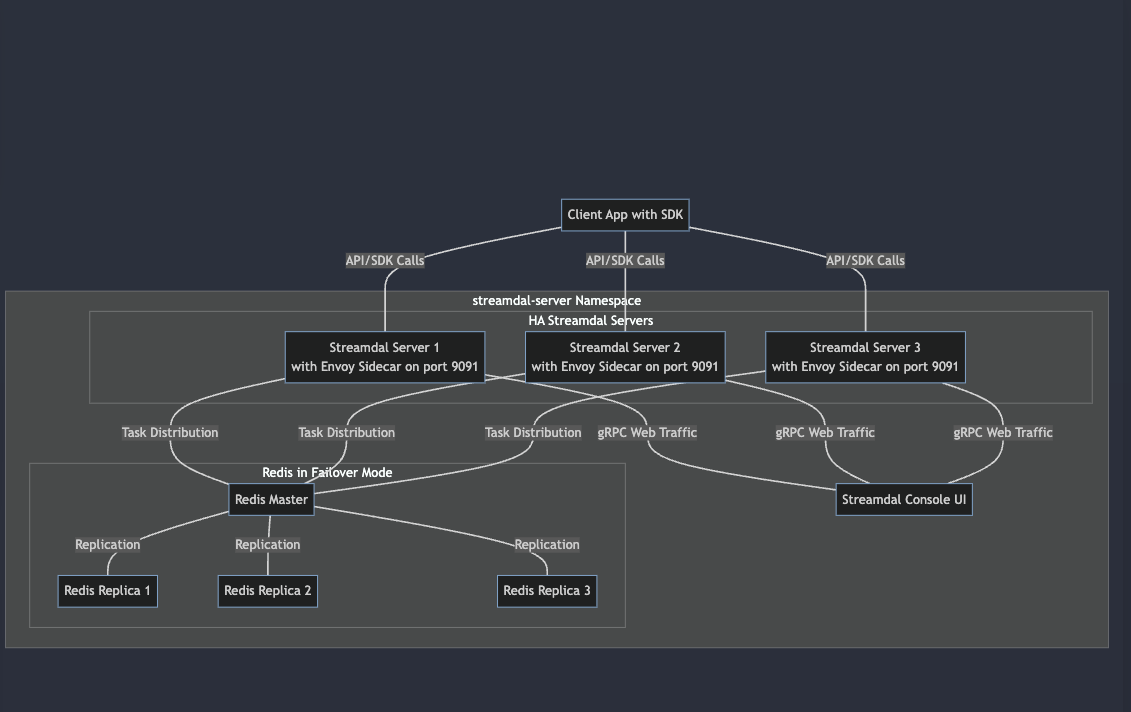 Client App with SDK
API/SDK Calls
API/SDK Calls
API/SDK Calls
streamdal-server Namespace
HA Streamdal Servers
Streamdal Server 1
with Envoy Sidecar on port 9091
Streamdal Server 2
with Envoy Sidecar on port 9091
Streamdal Server 3
with Envoy Sidecar on port 9091
Task Distribution
Task Distribution
Task Distribution
gRPC Web Traffic
gRPC Web Traffic
gRPC Web Traffic
Redis in Failover Mode
Redis Master
Streamdal Console UI
Replication
Replication
Replication
Redis Replica 1
Redis Replica 2
Redis Replica 3